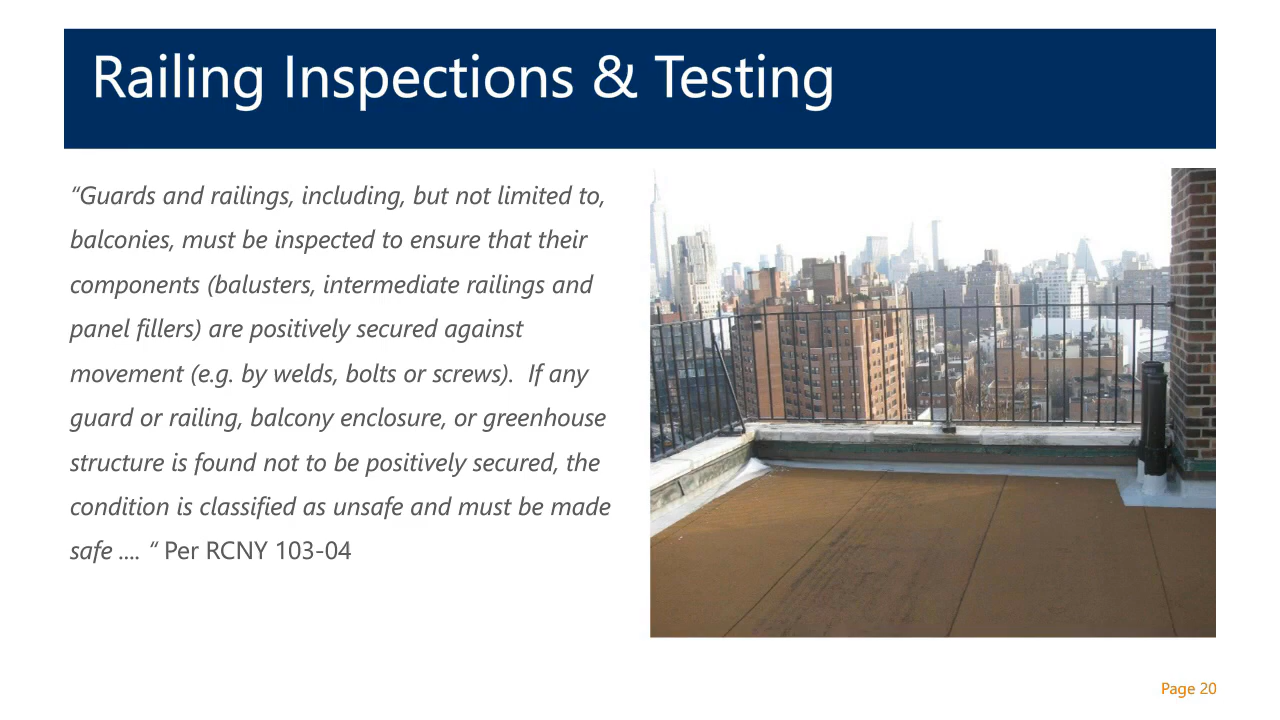 Railing Inspections & Testing
“Guards and railings, including, but not limited to,
balconies, must be inspected to ensure that their
components (balusters, intermediate railings and
panel fillers) are positively secured against
movement (e.g. by welds, bolts or screws).  If any
guard or railing, balcony enclosure, or greenhouse
structure is found not to be positively secured, the
condition is classified as unsafe and must be made
safe .... “ Per RCNY 103-04
Page 20